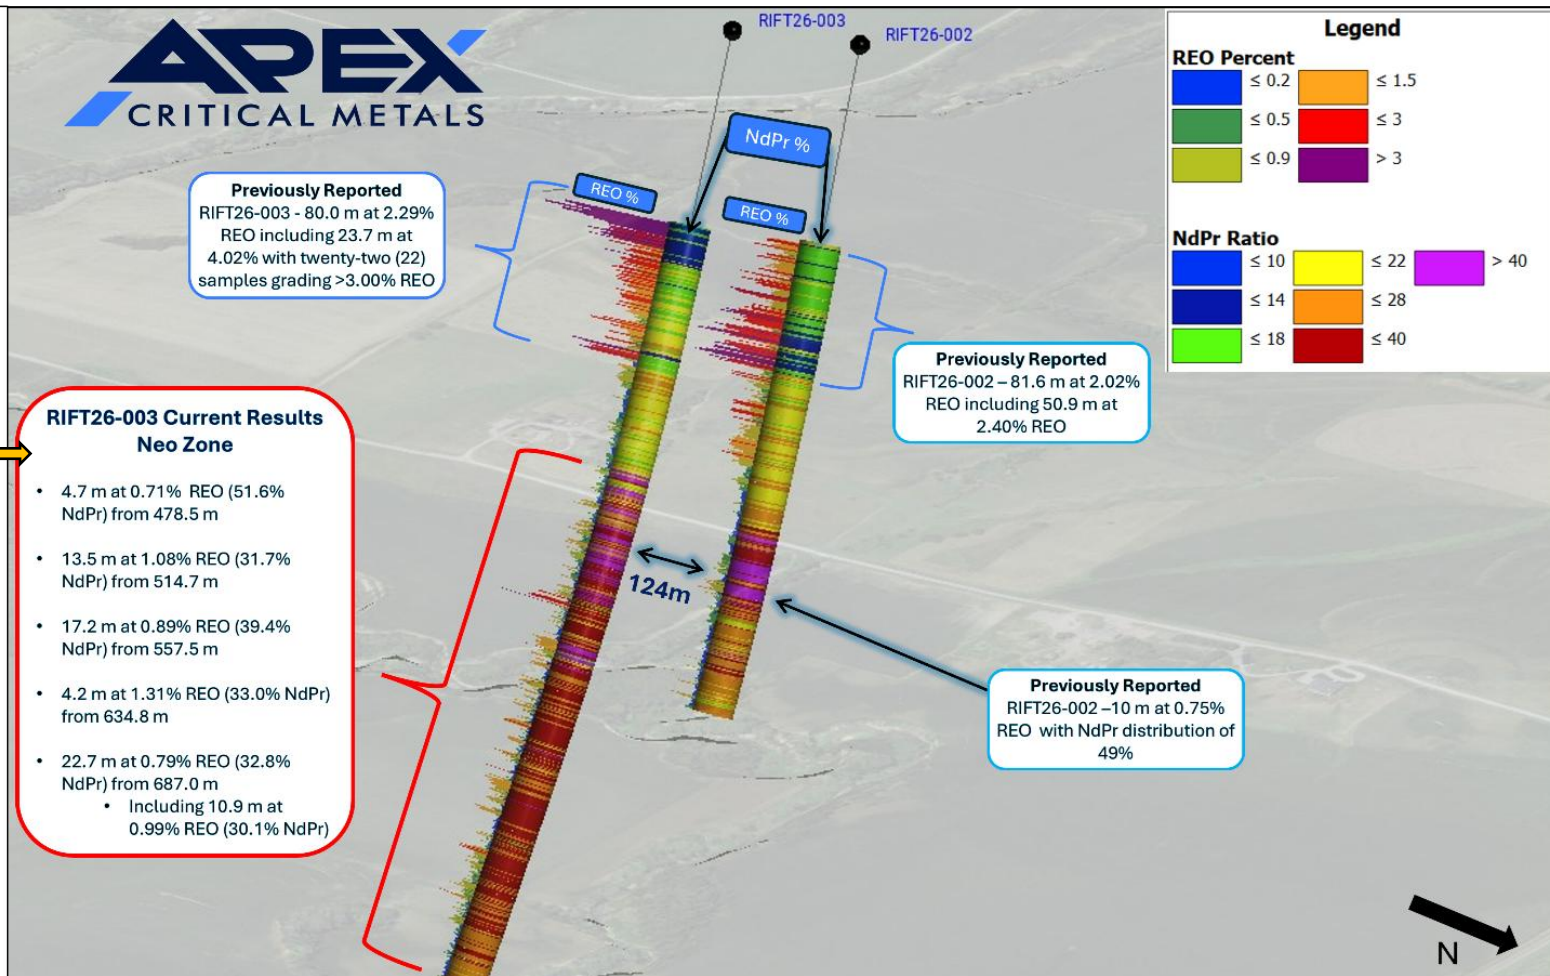 APEX
CRITICAL METALS
RIFT26-003
RIFT26-002
NdPr %
REO %
REO %
Previously Reported
RIFT26-003 - 80.0 m at 2.29%
REO including 23.7 m at
4.02% with twenty-two (22)
samples grading >3.00% REO
Legend
REO Percent
≤ 0.2 ≤ 1.5
≤ 0.5 ≤ 3
≤ 0.9 > 3
NdPr Ratio
≤ 10 ≤ 22 > 40
≤ 14 ≤ 28
≤ 18 ≤ 40
Previously Reported
RIFT26-002 – 81.6 m at 2.02%
REO including 50.9 m at
2.40% REO
RIFT26-003 Current Results
Neo Zone
• 4.7 m at 0.71% REO (51.6%
NdPr) from 478.5 m
• 13.5 m at 1.08% REO (31.7%
NdPr) from 514.7 m
• 17.2 m at 0.89% REO (39.4%
NdPr) from 557.5 m
• 4.2 m at 1.31% REO (33.0% NdPr)
from 634.8 m
• 22.7 m at 0.79% REO (32.8%
NdPr) from 687.0 m
• Including 10.9 m at
0.99% REO (30.1% NdPr)
124m
Previously Reported
RIFT26-002 –10 m at 0.75%
REO with NdPr distribution of
49%
N